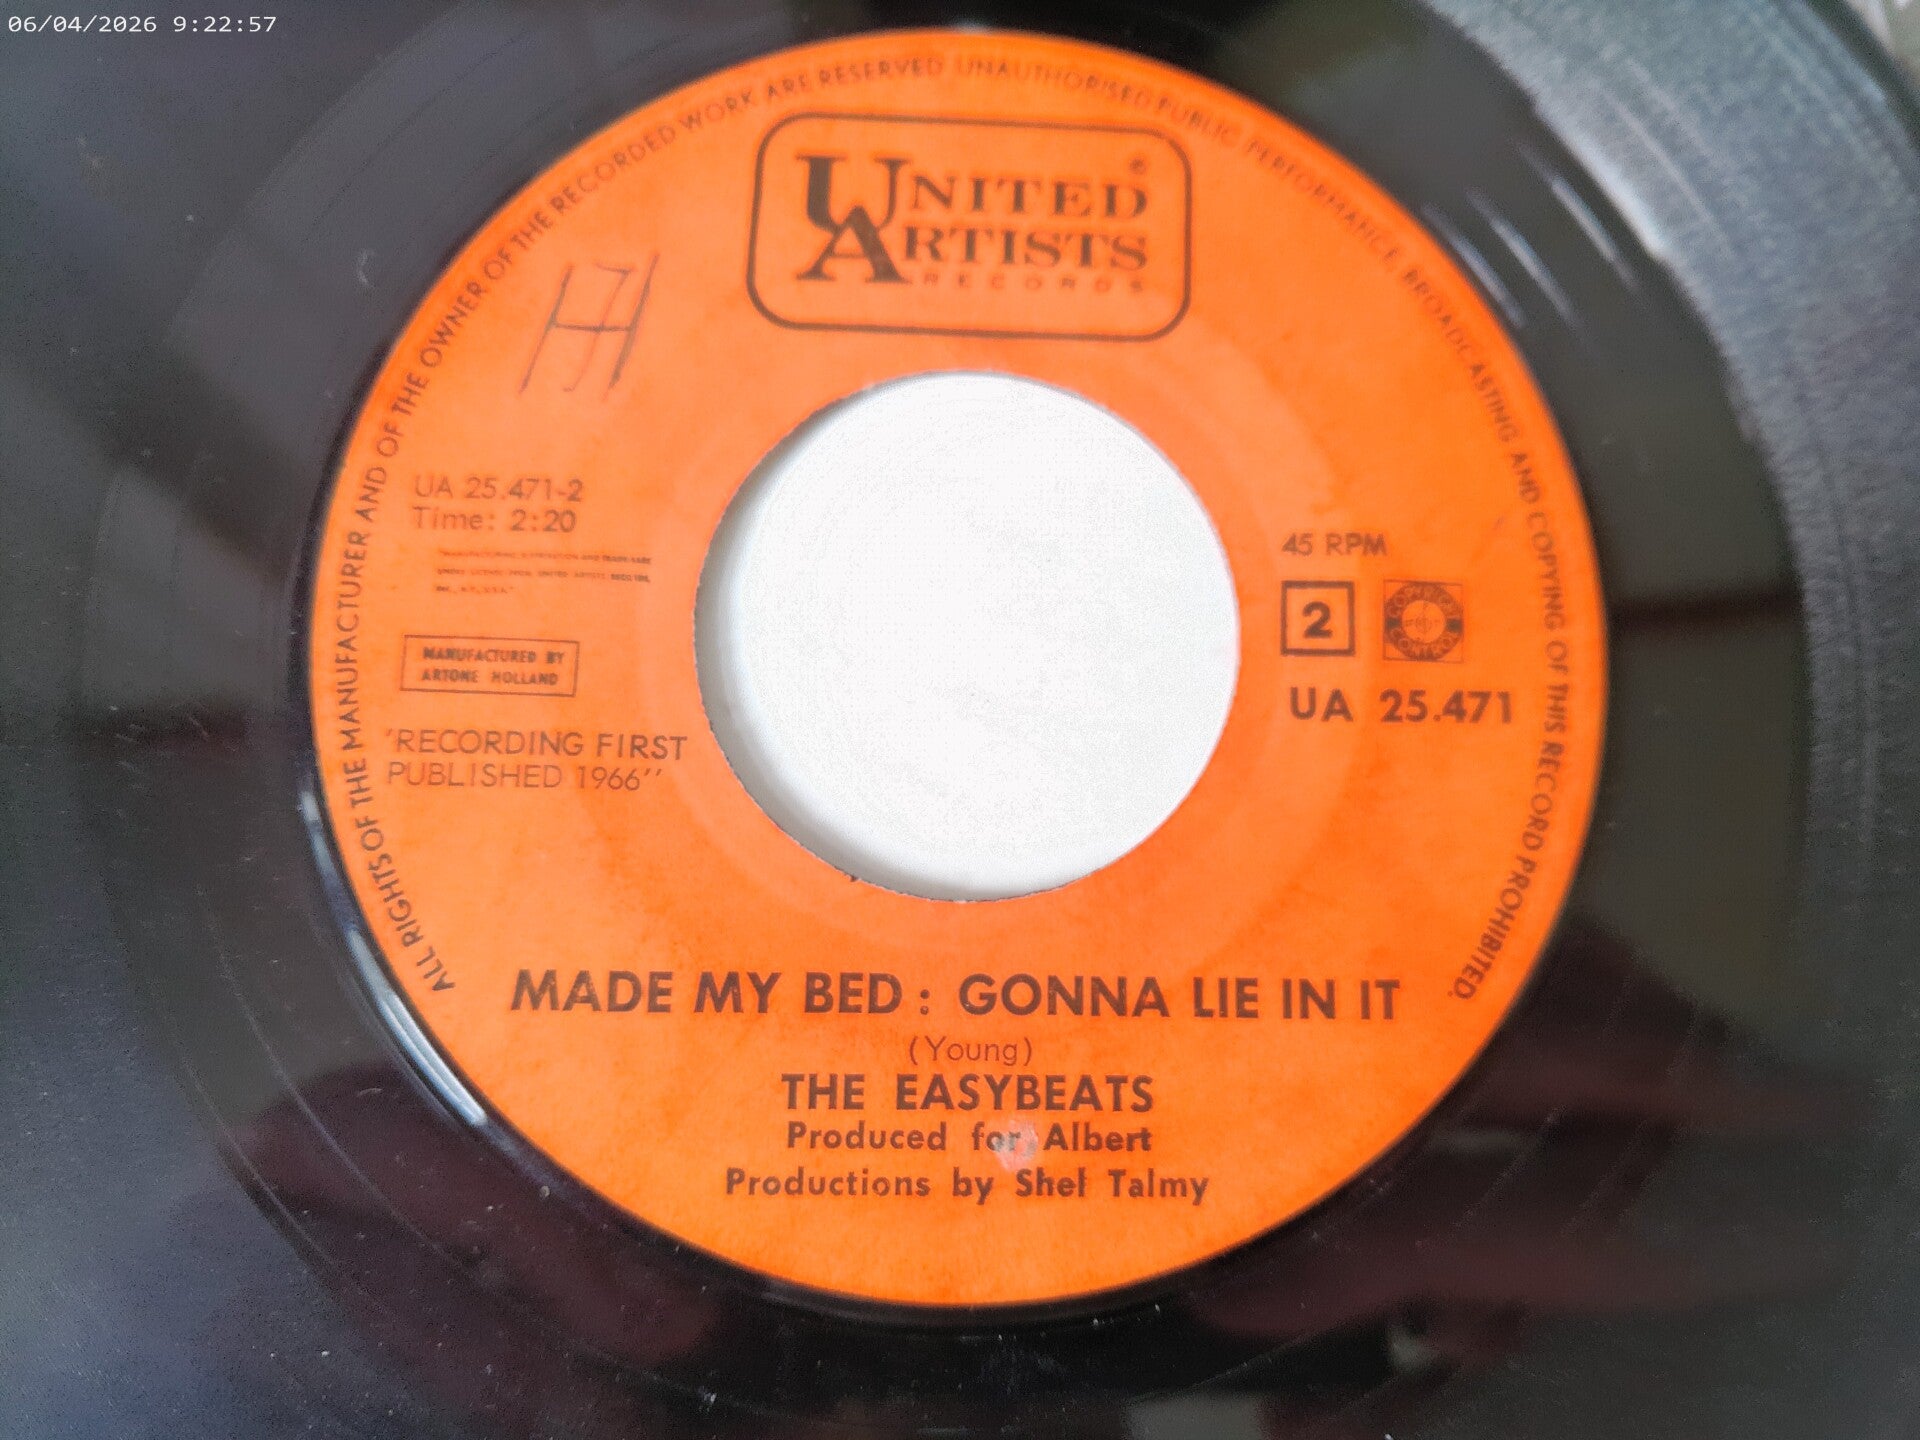 06/04/2026 9:22:57
ALL RIGHTS OF THE MANUFACTURER AND OF THE OWNER OF THE RECORDED WORK ARE RESERVED UNAUTHORISED PUBLIC PERFORMANCE, BROADCASTING AND COPYING OF THIS RECORD PROHIBITED.
UNITED
ARTISTS
RECORDS
UA 25.471-2
Time: 2:20
MANUFACTURED BY
ARTONE HOLLAND
'RECORDING FIRST
PUBLISHED 1966''
45 RPM
2
COPYRIGHT
CONTROL
UA 25.471
MADE MY BED : GONNA LIE IN IT
(Young)
THE EASYBEATS
Produced for Albert
Productions by Shel Talmy